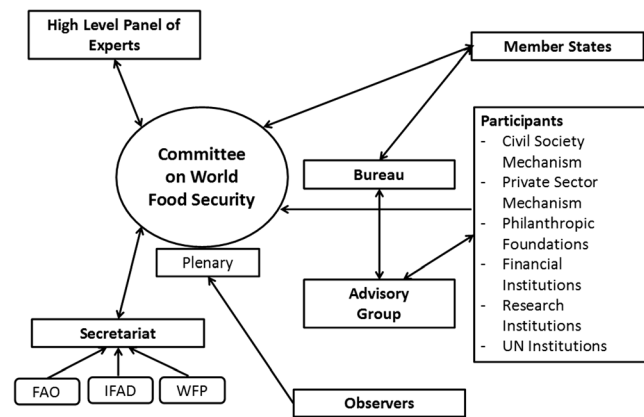 High Level Panel of
Experts
Member States
Committee
on World
Food Security
Participants
- Civil Society
Mechanism
- Private Sector
Mechanism
- Philanthropic
Foundations
- Financial
Institutions
- Research
Institutions
- UN Institutions
Bureau
Plenary
Advisory
Group
Secretariat
FAO
IFAD
WFP
Observers